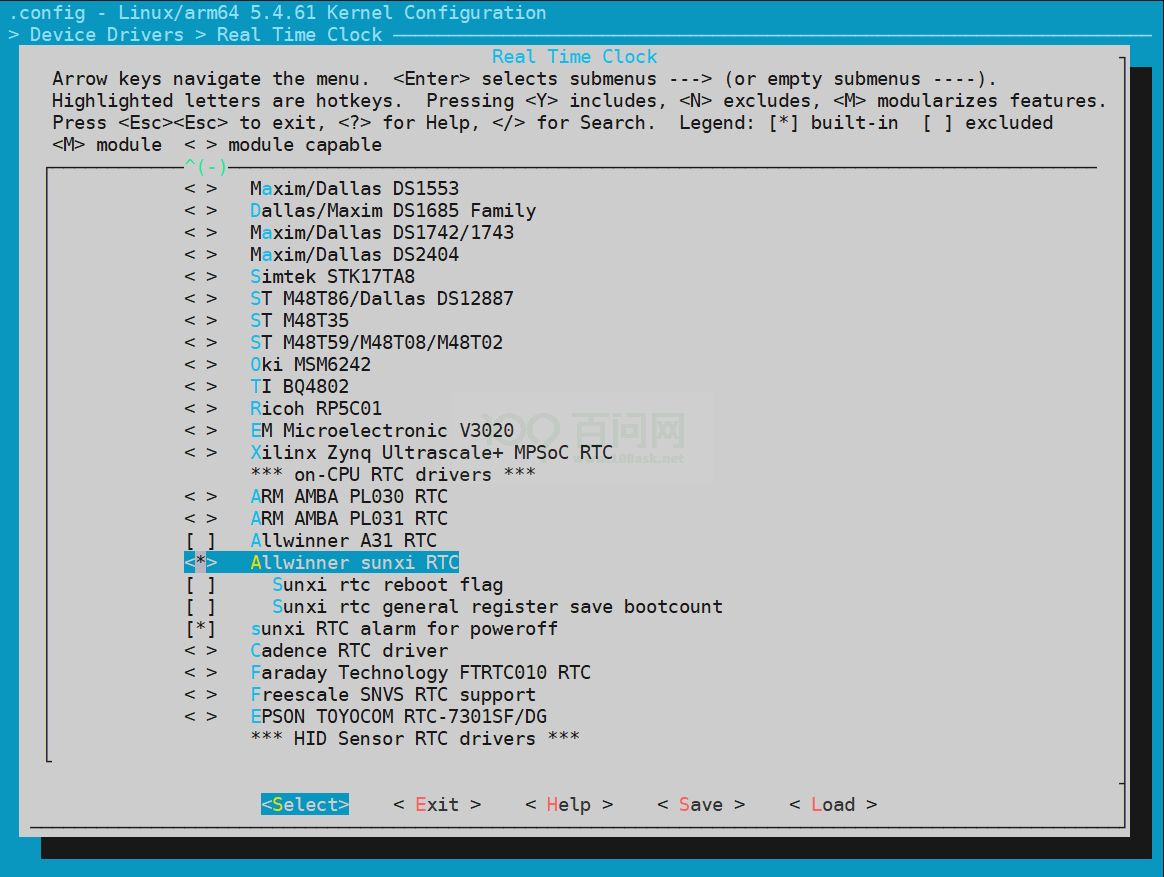 .config - Linux/arm64 5.4.61 Kernel Configuration
> Device Drivers > Real Time Clock
Real Time Clock
Arrow keys navigate the menu.  <Enter> selects submenus ---> (or empty submenus ----).
Highlighted letters are hotkeys.  Pressing <Y> includes, <N> excludes, <M> modularizes features.
Press <Esc><Esc> to exit, <?> for Help, </> for Search.  Legend: [*] built-in  [ ] excluded
<M> module  < > module capable
^(-)
< > Maxim/Dallas DS1553
< > Dallas/Maxim DS1685 Family
< > Maxim/Dallas DS1742/1743
< > Maxim/Dallas DS2404
< > Simtek STK17TA8
< > ST M48T86/Dallas DS12887
< > ST M48T35
< > ST M48T59/M48T08/M48T02
< > Oki MSM6242
< > TI BQ4802
< > Ricoh RP5C01
< > EM Microelectronic V3020
100 百问网
< > Xilinx Zynq Ultrascale+ MPSoC RTC
www.100ask.net
*** on-CPU RTC drivers ***
< > ARM AMBA PL030 RTC
< > ARM AMBA PL031 RTC
[ ] Allwinner A31 RTC
<*> Allwinner sunxi RTC
[ ] Sunxi rtc reboot flag
[ ] Sunxi rtc general register save bootcount
[*] sunxi RTC alarm for poweroff
< > Cadence RTC driver
< > Faraday Technology FTRTC010 RTC
< > Freescale SNVS RTC support
< > EPSON TOYOCOM RTC-7301SF/DG
*** HID Sensor RTC drivers ***
<Select> < Exit > < Help > < Save > < Load >